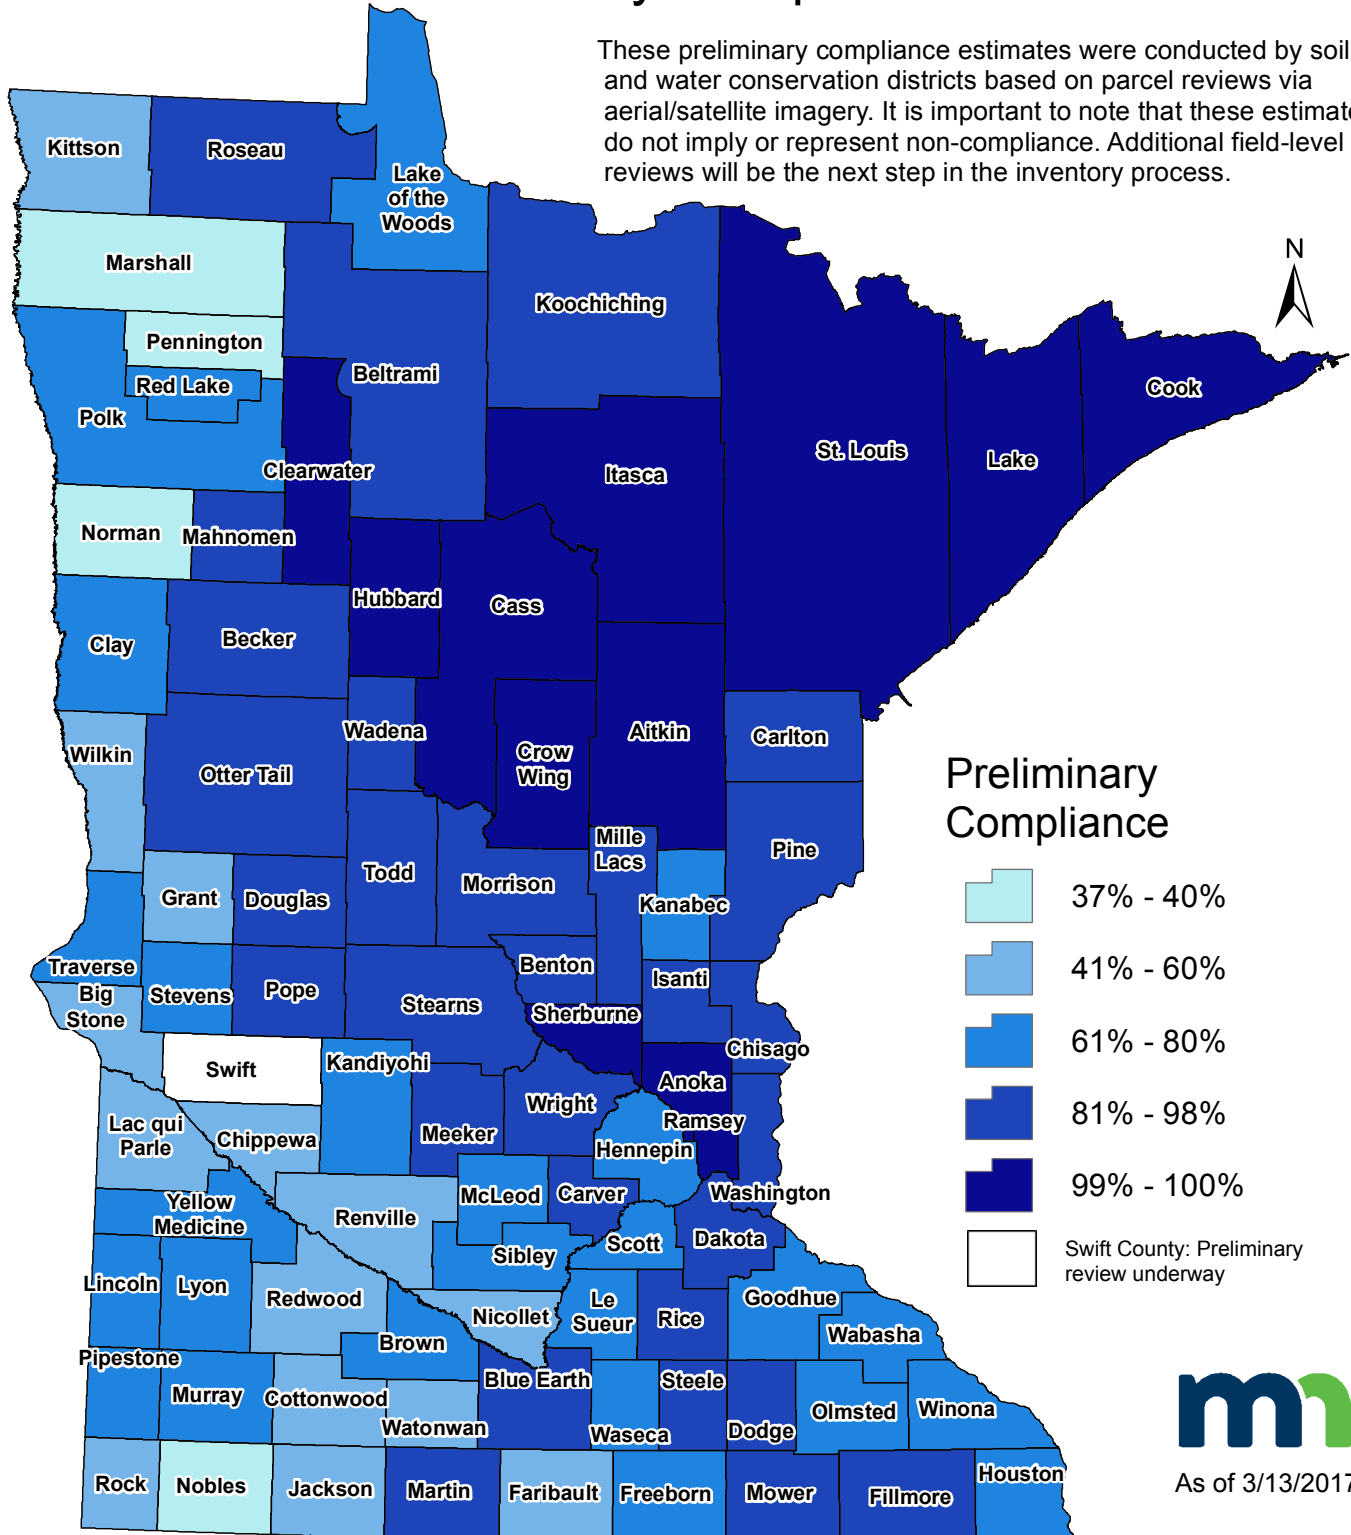 These preliminary compliance estimates were conducted by soil
and water conservation districts based on parcel reviews via
aerial/satellite imagery. It is important to note that these estimate
do not imply or represent non-compliance. Additional field-level
reviews will be the next step in the inventory process.
N
Kittson
Roseau
Lake
of the
Woods
Marshall
Koochiching
Pennington
Beltrami
Red Lake
Polk
Cook
Clearwater
St. Louis
Lake
Itasca
Norman
Mahnomen
Hubbard
Cass
Clay
Becker
Wilkin
Otter Tail
Wadena
Crow
Wing
Aitkin
Carlton
Mille
Lacs
Pine
Grant
Douglas
Todd
Morrison
Kanabec
Traverse
Big
Stone
Stevens
Pope
Stearns
Benton
Isanti
Sherburne
Swift
Kandiyohi
Chisago
Anoka
Lac qui
Parle
Chippewa
Meeker
Wright
Ramsey
Hennepin
Yellow
Medicine
Renville
McLeod
Carver
Washington
Sibley
Scott
Dakota
Lincoln
Lyon
Redwood
Nicollet
Le
Sueur
Rice
Goodhue
Wabasha
Brown
Pipestone
Murray
Cottonwood
Watonwan
Blue Earth
Waseca
Steele
Dodge
Olmsted
Winona
Rock
Nobles
Jackson
Martin
Faribault
Freeborn
Mower
Fillmore
Houston
Preliminary
Compliance
37% - 40%
41% - 60%
61% - 80%
81% - 98%
99% - 100%
Swift County: Preliminary
review underway
mn
As of 3/13/2017